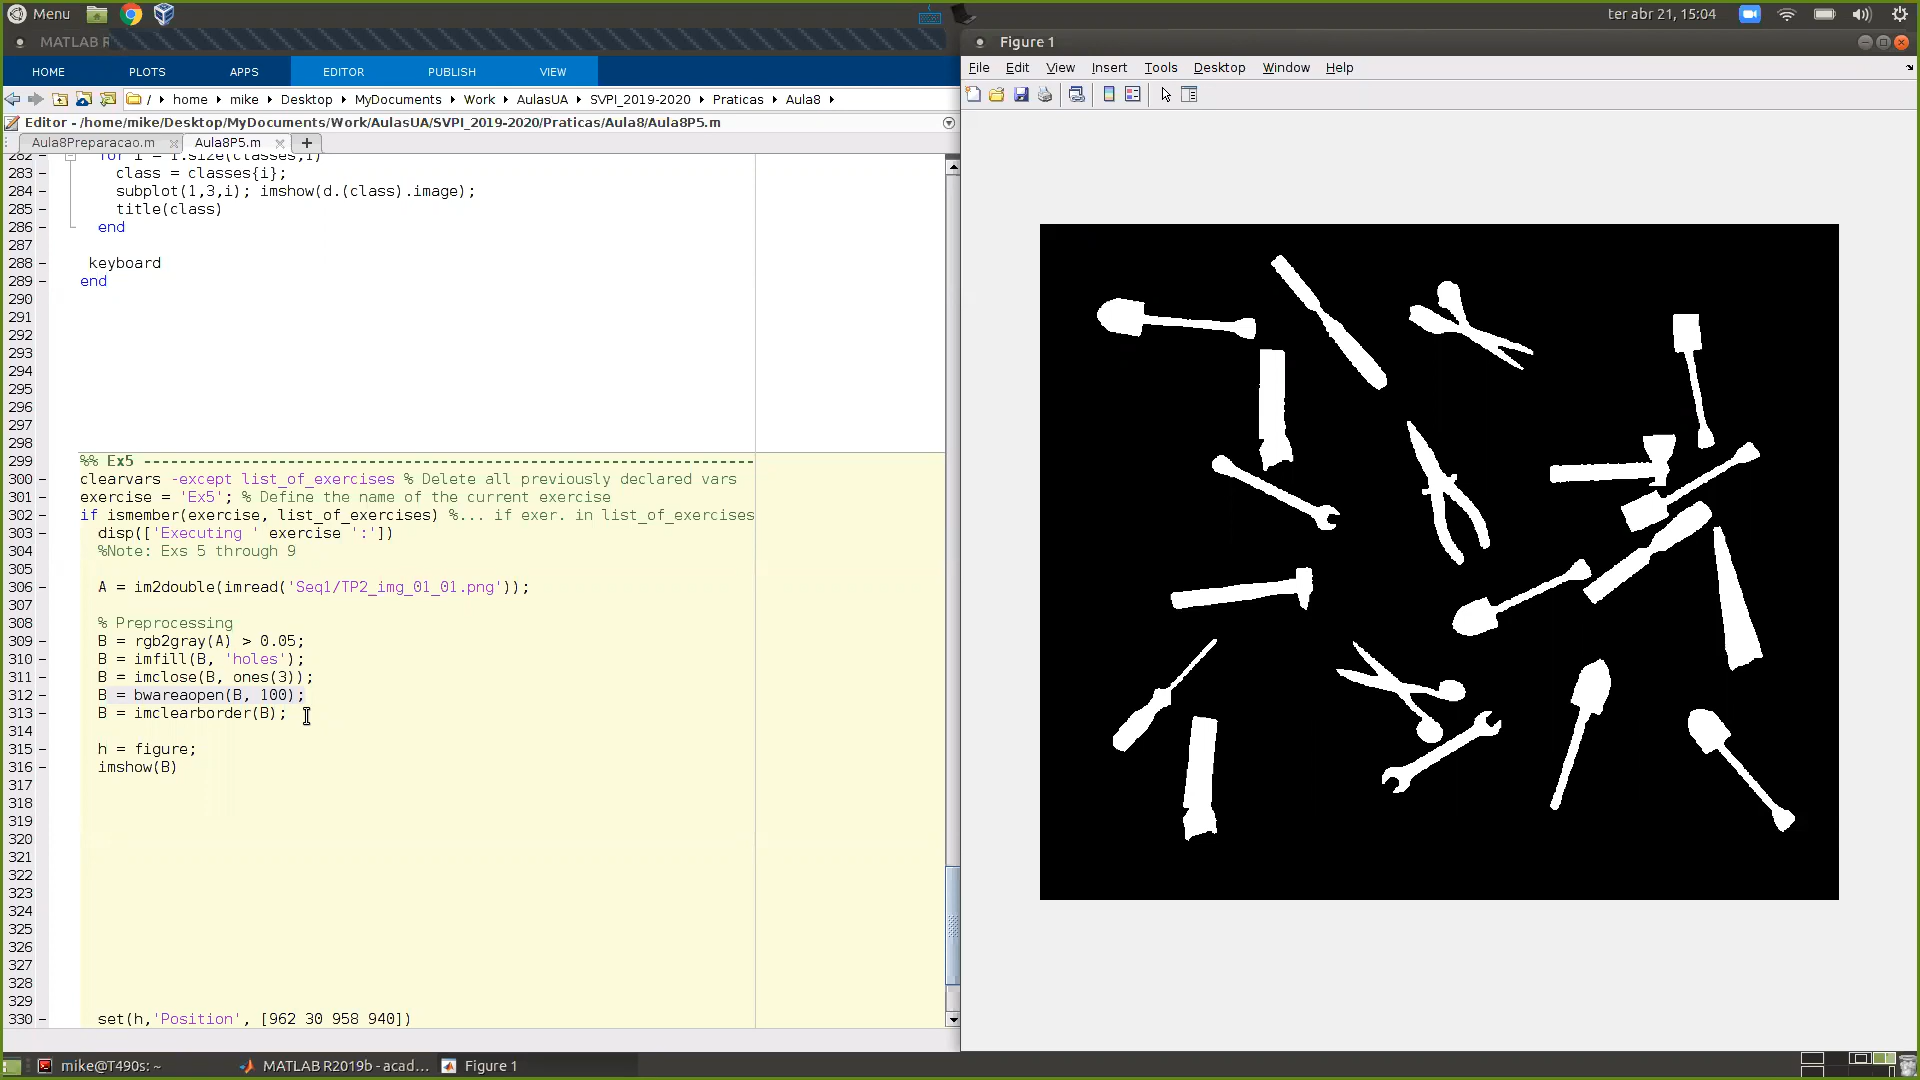 Menu
ter abr 21, 15:04
MATLAB R
Figure 1
HOME PLOTS APPS EDITOR PUBLISH VIEW
File Edit View Insert Tools Desktop Window Help
/ home mike Desktop MyDocuments Work AulasUA SVPI_2019-2020 Praticas Aula8
Editor - /home/mike/Desktop/MyDocuments/Work/AulasUA/SVPI_2019-2020/Praticas/Aula8/Aula8P5.m
Aula8Preparacao.m Aula8P5.m
282 - for i = 1:size(classes,1)
283 - class = classes{i};
284 - subplot(1,3,i); imshow(d.(class).image);
285 - title(class)
286 - end
287
288 - keyboard
289 - end
290
291
292
293
294
295
296
297
298
299 %% Ex5 --------------------------------------------------------------------
300 - clearvars -except list_of_exercises % Delete all previously declared vars
301 - exercise = 'Ex5'; % Define the name of the current exercise
302 - if ismember(exercise, list_of_exercises) %... if exer. in list_of_exercises
303 - disp(['Executing ' exercise ':'])
304 %Note: Exs 5 through 9
305
306 - A = im2double(imread('Seq1/TP2_img_01_01.png'));
307
308 % Preprocessing
309 - B = rgb2gray(A) > 0.05;
310 - B = imfill(B, 'holes');
311 - B = imclose(B, ones(3));
312 - B = bwareaopen(B, 100);
313 - B = imclearborder(B);
314
315 - h = figure;
316 - imshow(B)
317
318
319
320
321
322
323
324
325
326
327
328
329
330 - set(h,'Position', [962 30 958 940])
mike@T490s: ~
MATLAB R2019b - acad...
Figure 1